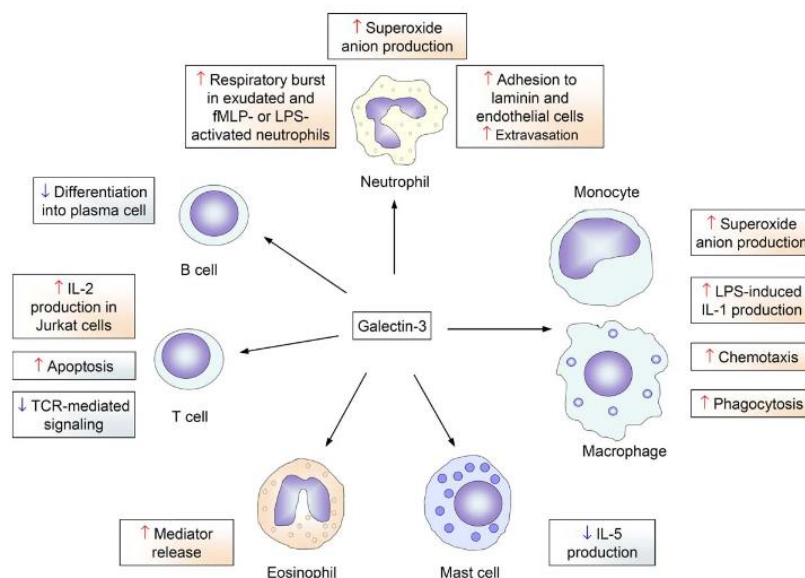 ↑ Superoxide
anion production
↑ Respiratory burst
in exudated and
fMLP- or LPS-
activated neutrophils
↑ Adhesion to
laminin and
endothelial cells
↑ Extravasation
Neutrophil
↓ Differentiation
into plasma cell
B cell
Monocyte
↑ Superoxide
anion production
↑ LPS-induced
IL-1 production
↑ Chemotaxis
↑ Phagocytosis
Macrophage
Galectin-3
↑ IL-2
production in
Jurkat cells
↑ Apoptosis
↓ TCR-mediated
signaling
T cell
↑ Mediator
release
Eosinophil
Mast cell
↓ IL-5
production